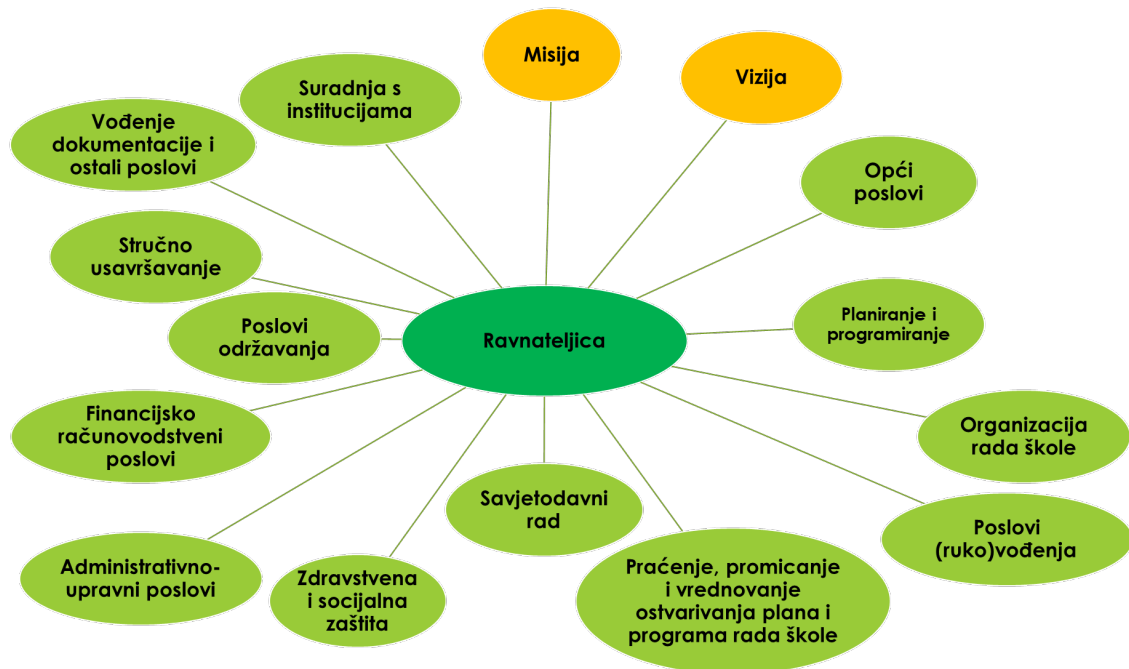 Misija
Vizija
Suradnja s
institucijama
Vođenje
dokumentacije i
ostali poslovi
Opći
poslovi
Stručno
usavršavanje
Poslovi
održavanja
Ravnateljica
Planiranje i
programiranje
Financijsko
računovodstveni
poslovi
Organizacija
rada škole
Savjetodavni
rad
Poslovi
(ruko)vođenja
Administrativno-
upravni poslovi
Zdravstvena
i socijalna
zaštita
Praćenje, promicanje
i vrednovanje
ostvarivanja plana i
programa rada škole